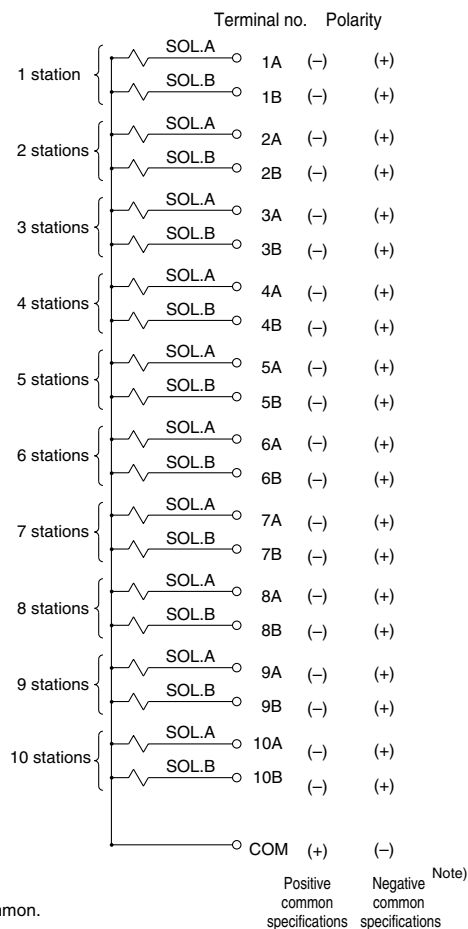 Terminal no. Polarity
SOL.A 1A (–) (+)
1 station
SOL.B 1B (–) (+)
SOL.A 2A (–) (+)
2 stations
SOL.B 2B (–) (+)
SOL.A 3A (–) (+)
3 stations
SOL.B 3B (–) (+)
SOL.A 4A (–) (+)
4 stations
SOL.B 4B (–) (+)
SOL.A 5A (–) (+)
5 stations
SOL.B 5B (–) (+)
SOL.A 6A (–) (+)
6 stations
SOL.B 6B (–) (+)
SOL.A 7A (–) (+)
7 stations
SOL.B 7B (–) (+)
SOL.A 8A (–) (+)
8 stations
SOL.B 8B (–) (+)
SOL.A 9A (–) (+)
9 stations
SOL.B 9B (–) (+)
SOL.A 10A (–) (+)
10 stations
SOL.B 10B (–) (+)
COM (+) (–)
Positive Negative Note)
common common
specifications specifications